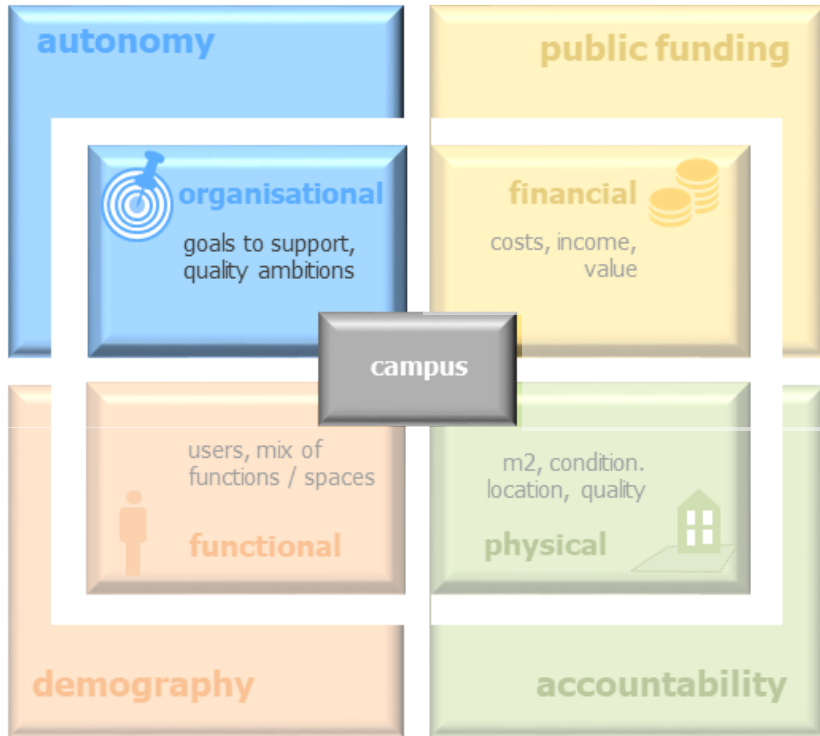 autonomy
public funding
organisational
goals to support,
quality ambitions
financial
costs, income,
value
campus
users, mix of
functions / spaces
functional
m2, condition.
location, quality
physical
demography
accountability